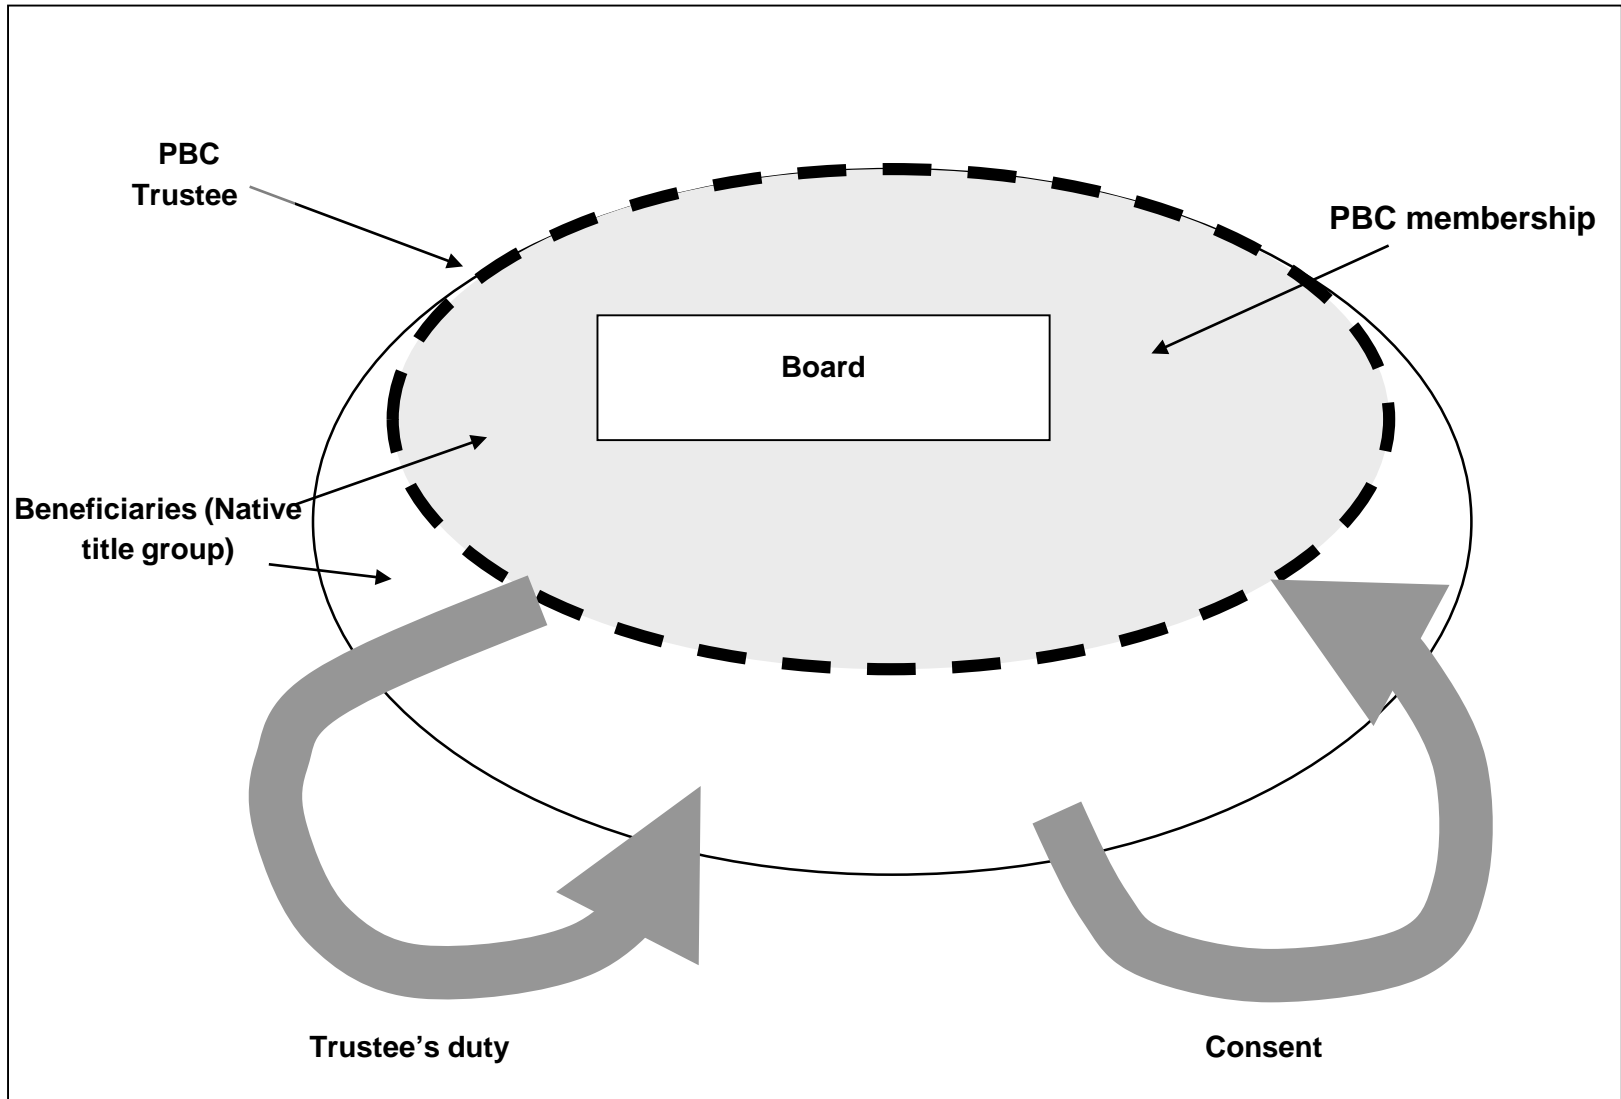 PBC
Trustee
PBC membership
Board
Beneficiaries (Native
title group)
Trustee’s duty
Consent